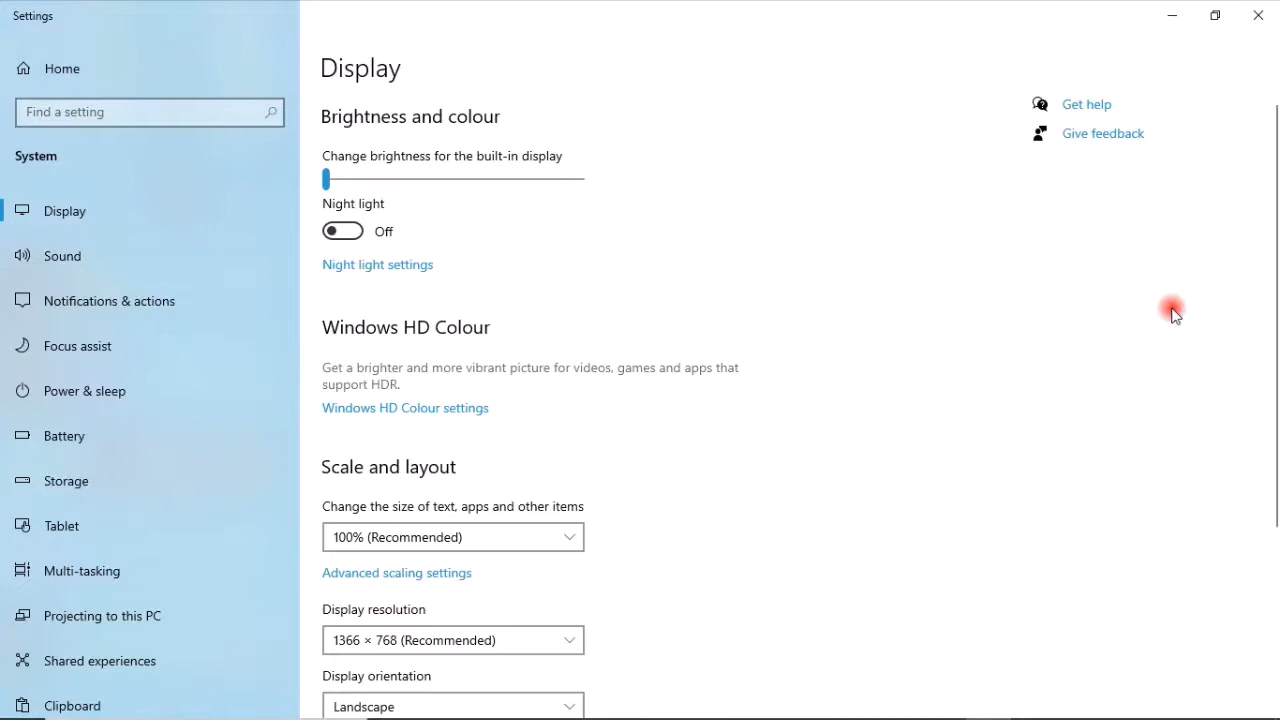 Settings
Home
Find a setting
System
Display
Sound
Notifications & actions
Focus assist
Power & sleep
Battery
Storage
Tablet
Multi-tasking
Projecting to this PC
Shared experiences
Clipboard
Display
Brightness and colour
Change brightness for the built-in display
Night light
Off
Night light settings
Windows HD Colour
Get a brighter and more vibrant picture for videos, games and apps that
support HDR.
Windows HD Colour settings
Scale and layout
Change the size of text, apps and other items
100% (Recommended)
Advanced scaling settings
Display resolution
1366 × 768 (Recommended)
Display orientation
Landscape
Get help
Give feedback